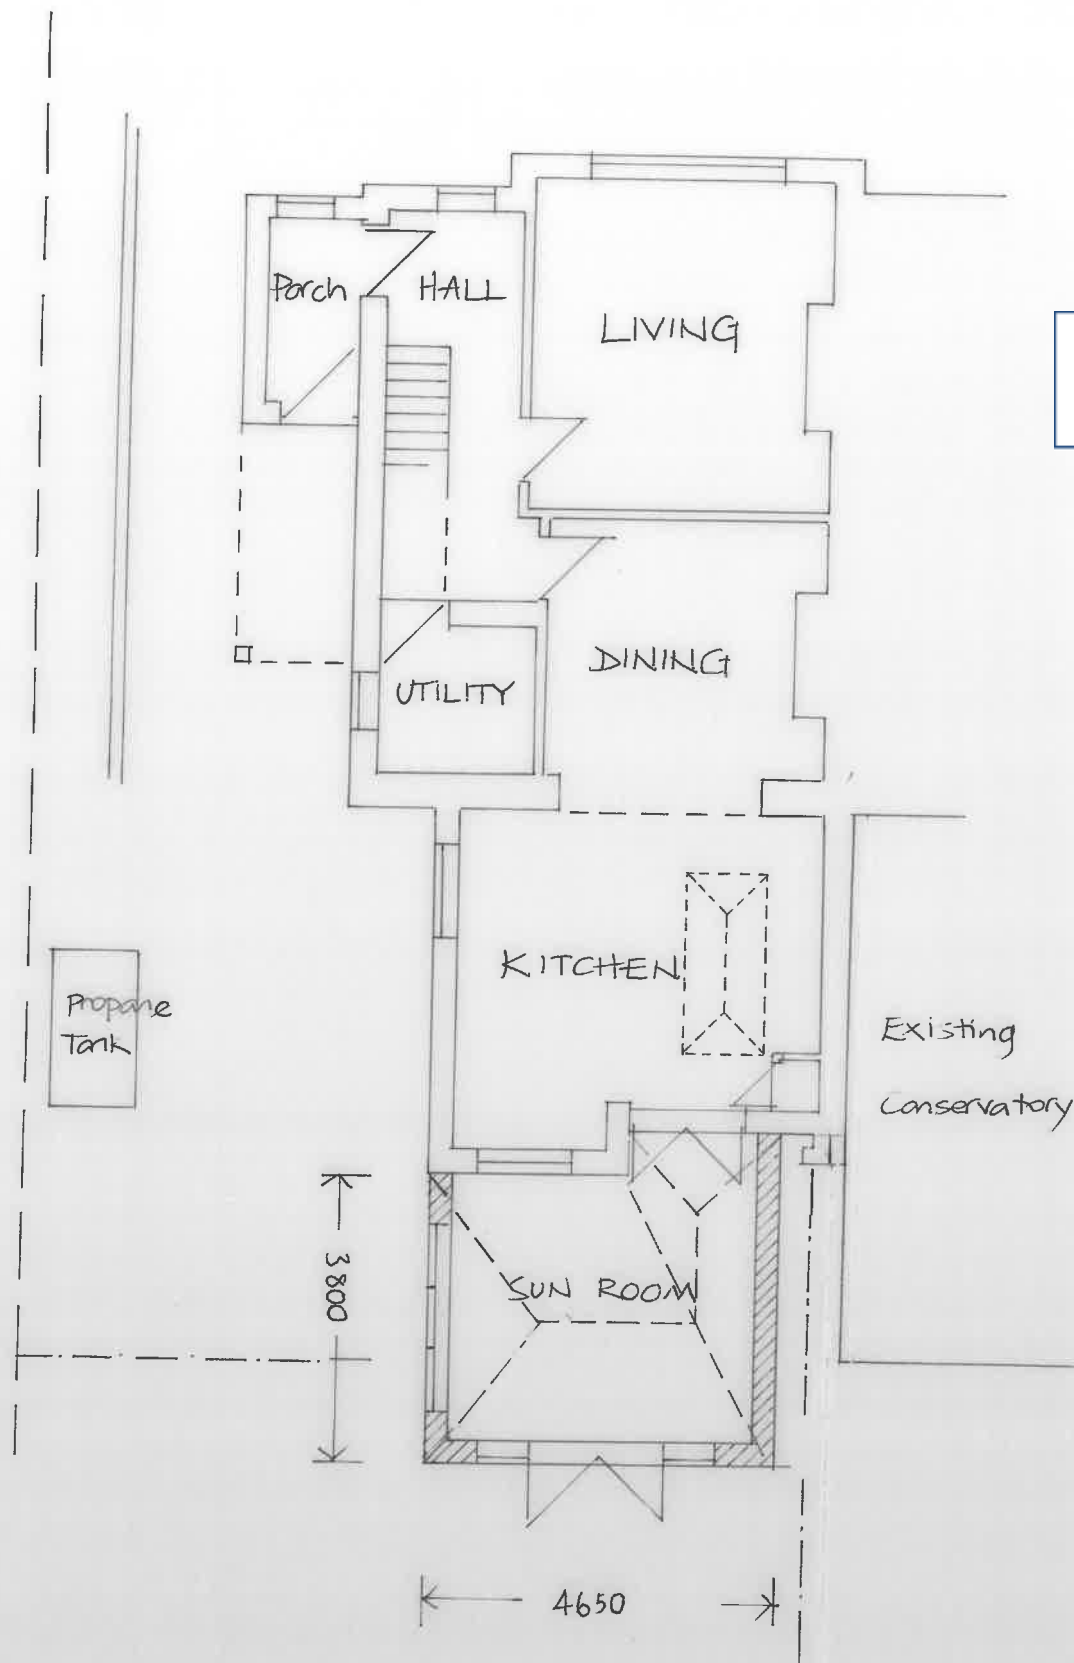 Porch
HALL
LIVING
DINING
UTILITY
KITCHEN
Propane
Tank
Existing
Conservatory
3800
SUN ROOM
4650